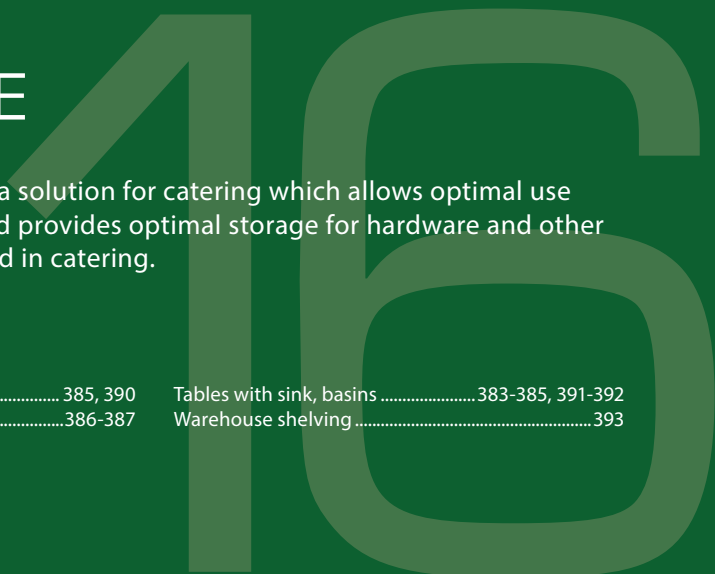 16
E
a solution for catering which allows optimal use
d provides optimal storage for hardware and other
d in catering.
.............. 385, 390
................. 386-387
Tables with sink, basins ...................... 383-385, 391-392
Warehouse shelving ....................................................... 393